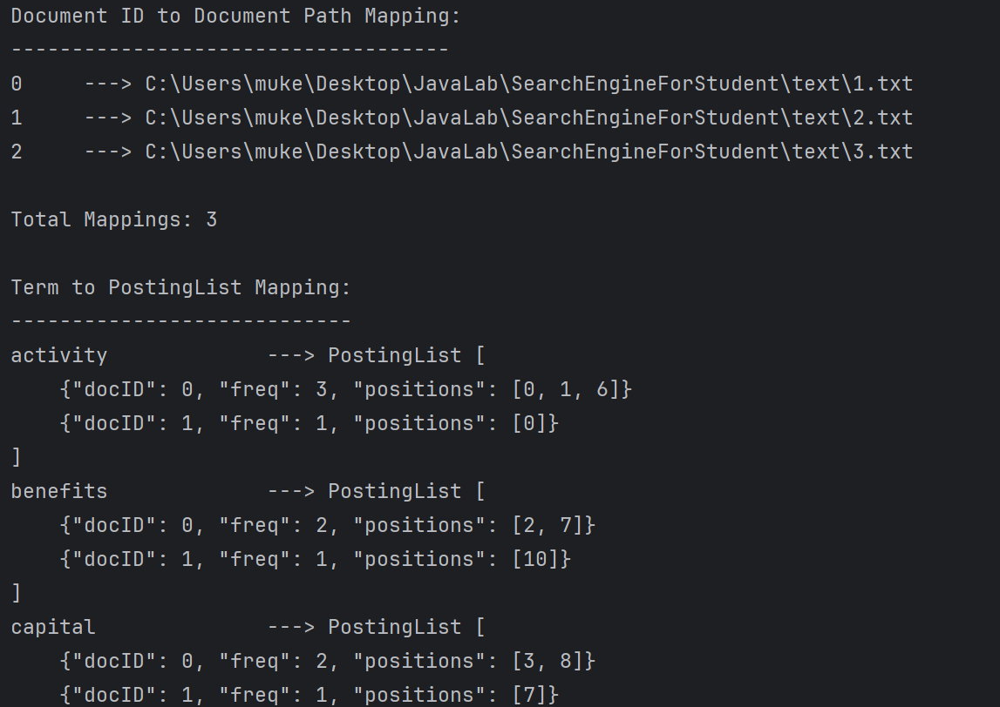 Document ID to Document Path Mapping:
------------------------------------
0     ---> C:\Users\muke\Desktop\JavaLab\SearchEngineForStudent\text\1.txt
1     ---> C:\Users\muke\Desktop\JavaLab\SearchEngineForStudent\text\2.txt
2     ---> C:\Users\muke\Desktop\JavaLab\SearchEngineForStudent\text\3.txt
Total Mappings: 3
Term to PostingList Mapping:
----------------------------
activity             ---> PostingList [
    {"docID": 0, "freq": 3, "positions": [0, 1, 6]}
    {"docID": 1, "freq": 1, "positions": [0]}
]
benefits             ---> PostingList [
    {"docID": 0, "freq": 2, "positions": [2, 7]}
    {"docID": 1, "freq": 1, "positions": [10]}
]
capital              ---> PostingList [
    {"docID": 0, "freq": 2, "positions": [3, 8]}
    {"docID": 1, "freq": 1, "positions": [7]}